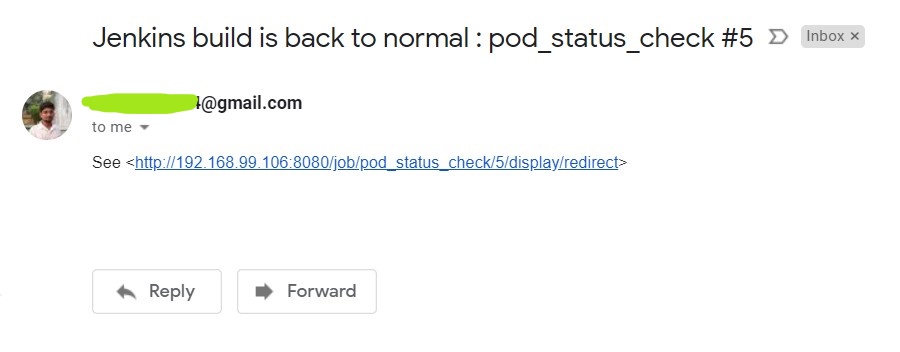 Jenkins build is back to normal : pod_status_check #5 Inbox ×
4@gmail.com
to me
See <http://192.168.99.106:8080/job/pod_status_check/5/display/redirect>
Reply Forward